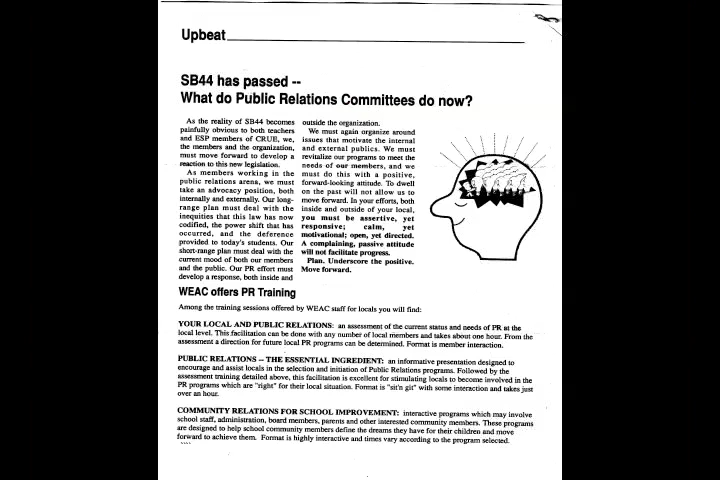 Upbeat
SB44 has passed --
What do Public Relations Committees do now?
As the reality of SB44 becomes
painfully obvious to both teachers
and ESP members of CRUE, we,
the members and the organization,
must move forward to develop a
reaction to this new legislation.
As members working in the
public relations arena, we must
take an advocacy position, both
internally and externally. Our long-
range plan must deal with the
inequities that this law has now
codified, the power shift that has
occurred, and the deference
provided to today's students. Our
short-range plan must deal with the
current mood of both our members
and the public. Our PR effort must
develop a response, both inside and
outside the organization.
We must again organize around
issues that motivate the internal
and external publics. We must
revitalize our programs to meet the
needs of our members, and we
must do this with a positive,
forward-looking attitude. To dwell
on the past will not allow us to
move forward. In your efforts, both
inside and outside of your local,
you must be assertive, yet
responsive; calm, yet
motivational; open, yet directed.
A complaining, passive attitude
will not facilitate progress.
Plan. Underscore the positive.
Move forward.
WEAC offers PR Training
Among the training sessions offered by WEAC staff for locals you will find:
YOUR LOCAL AND PUBLIC RELATIONS: an assessment of the current status and needs of PR at the
local level. This facilitation can be done with any number of local members and takes about one hour. From the
assessment a direction for future local PR programs can be determined. Format is member interaction.
PUBLIC RELATIONS -- THE ESSENTIAL INGREDIENT: an informative presentation designed to
encourage and assist locals in the selection and initiation of Public Relations programs. Followed by the
assessment training detailed above, this facilitation is excellent for stimulating locals to become involved in the
PR programs which are "right" for their local situation. Format is "sit'n git" with some interaction and takes just
over an hour.
COMMUNITY RELATIONS FOR SCHOOL IMPROVEMENT: interactive programs which may involve
school staff, administration, board members, parents and other interested community members. These programs
are designed to help school community members define the dreams they have for their children and move
forward to achieve them. Format is highly interactive and times vary according to the program selected.